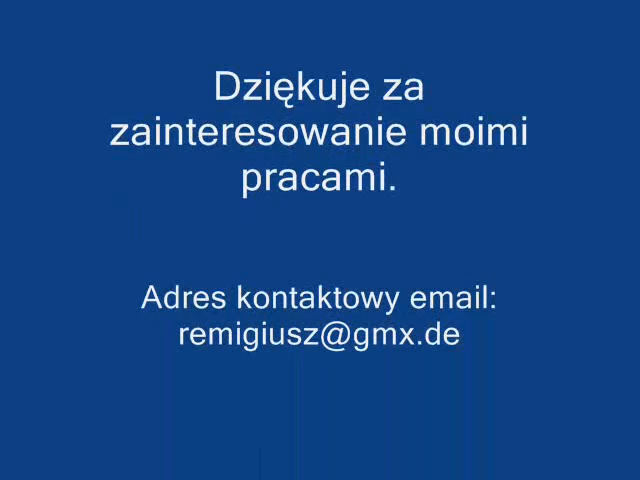 Dziękuje za
zainteresowanie moimi
pracami.
Adres kontaktowy email:
remigiusz@gmx.de